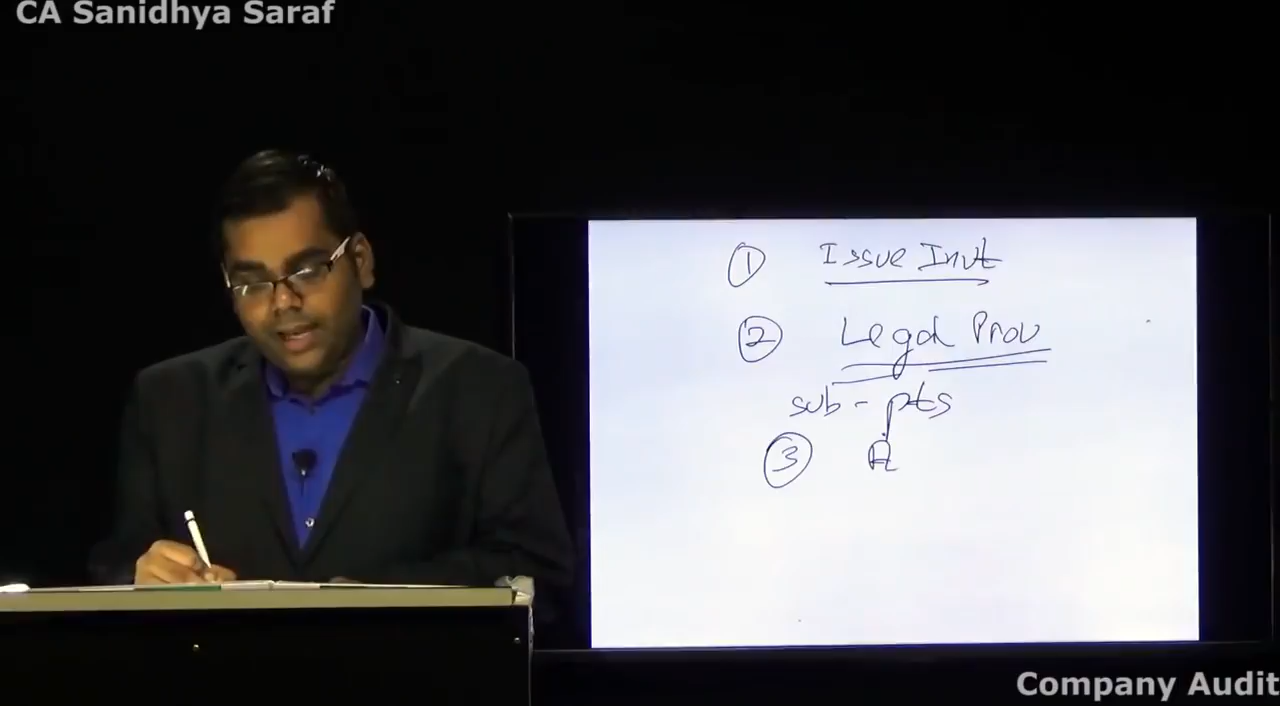 CA Sanidhya Saraf
① Issue Invt
② Legal Prov
sub - pts
③ A
Company Audit